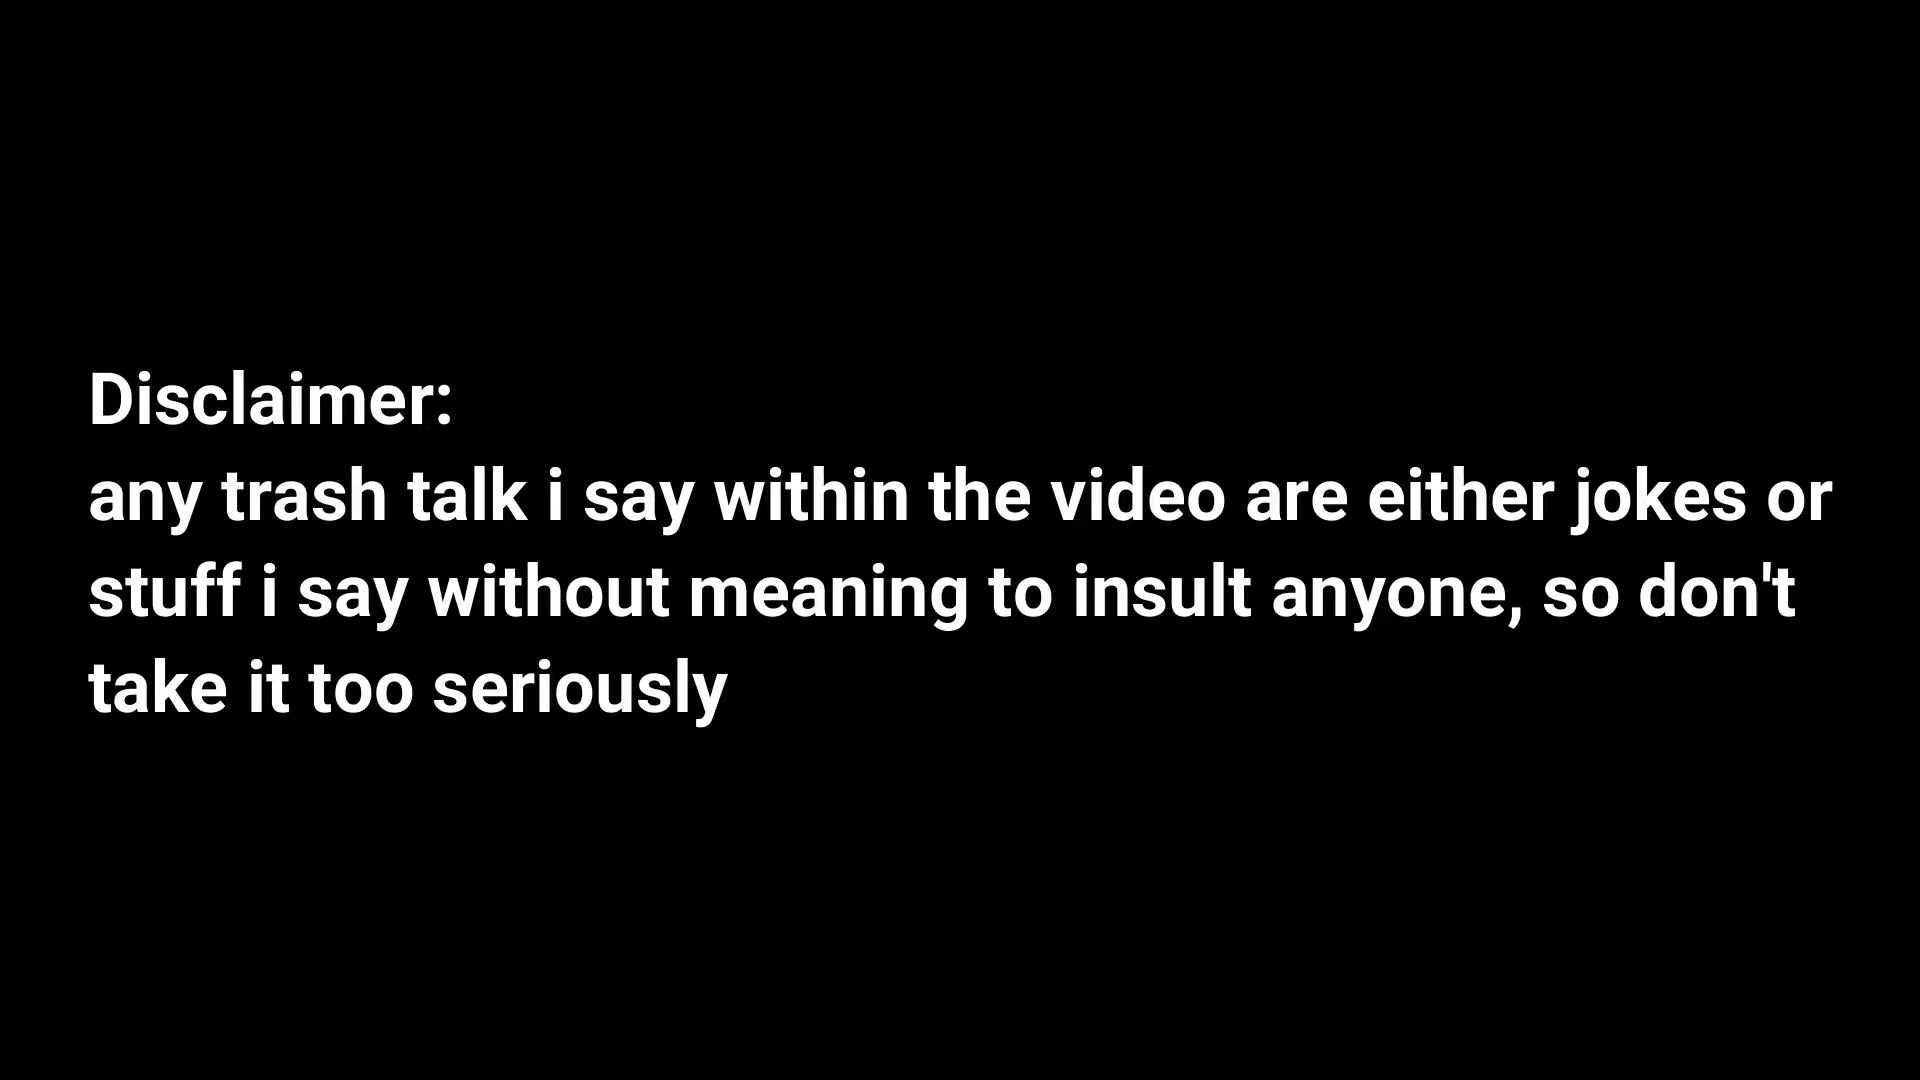 Disclaimer:
any trash talk i say within the video are either jokes or
stuff i say without meaning to insult anyone, so don't
take it too seriously